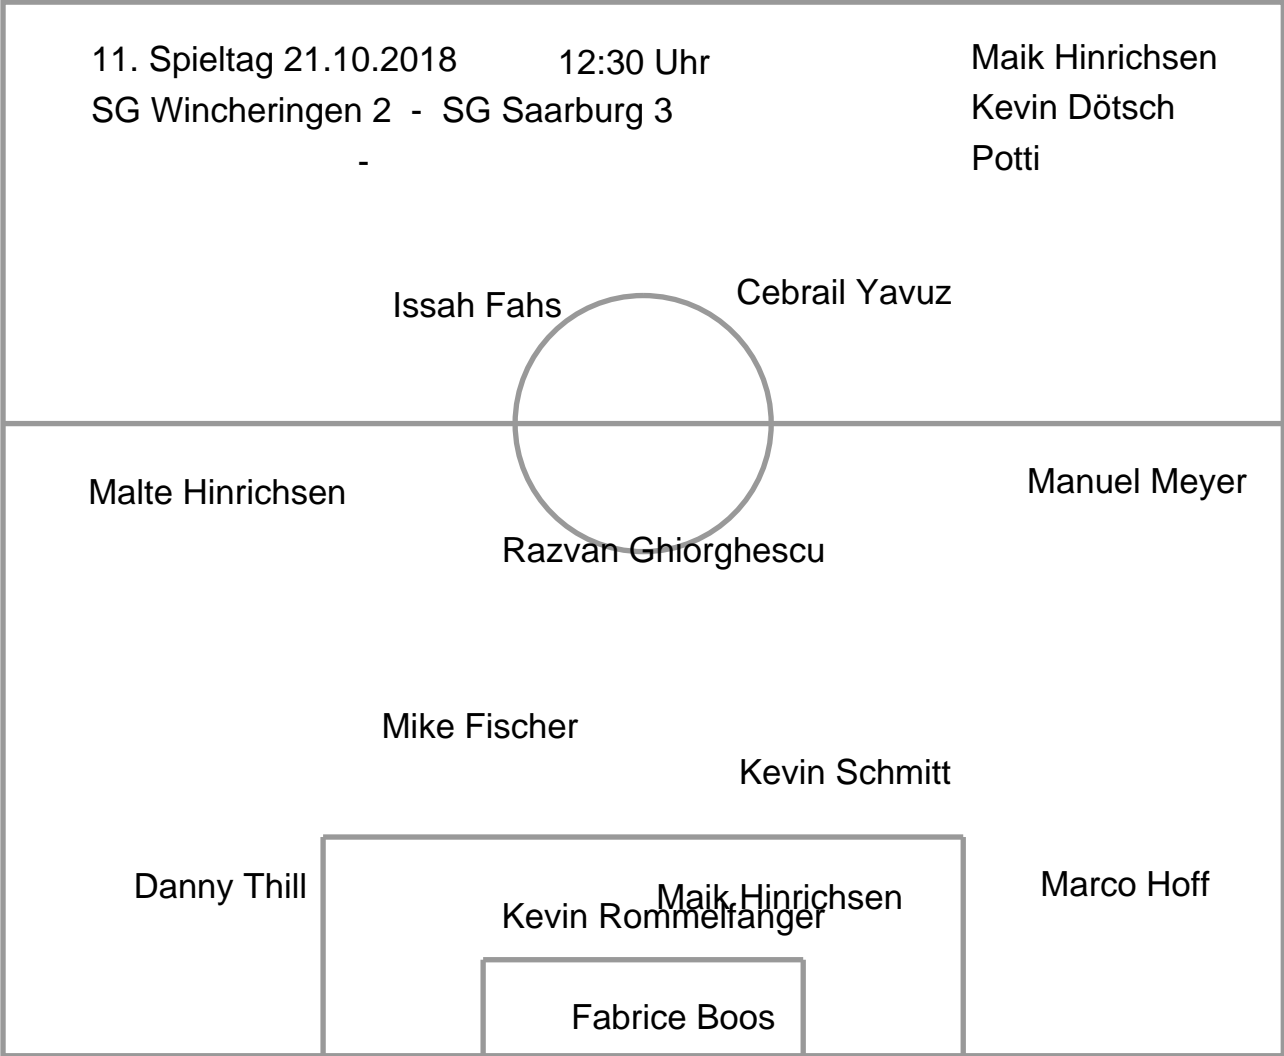 11. Spieltag 21.10.2018 12:30 Uhr
SG Wincheringen 2 - SG Saarburg 3
-
Maik Hinrichsen
Kevin Dötsch
Potti
Issah Fahs
Cebrail Yavuz
Malte Hinrichsen
Manuel Meyer
Razvan Ghiorghescu
Mike Fischer
Kevin Schmitt
Danny Thill
Maik Hinrichsen
Marco Hoff
Kevin Rommelfanger
Fabrice Boos